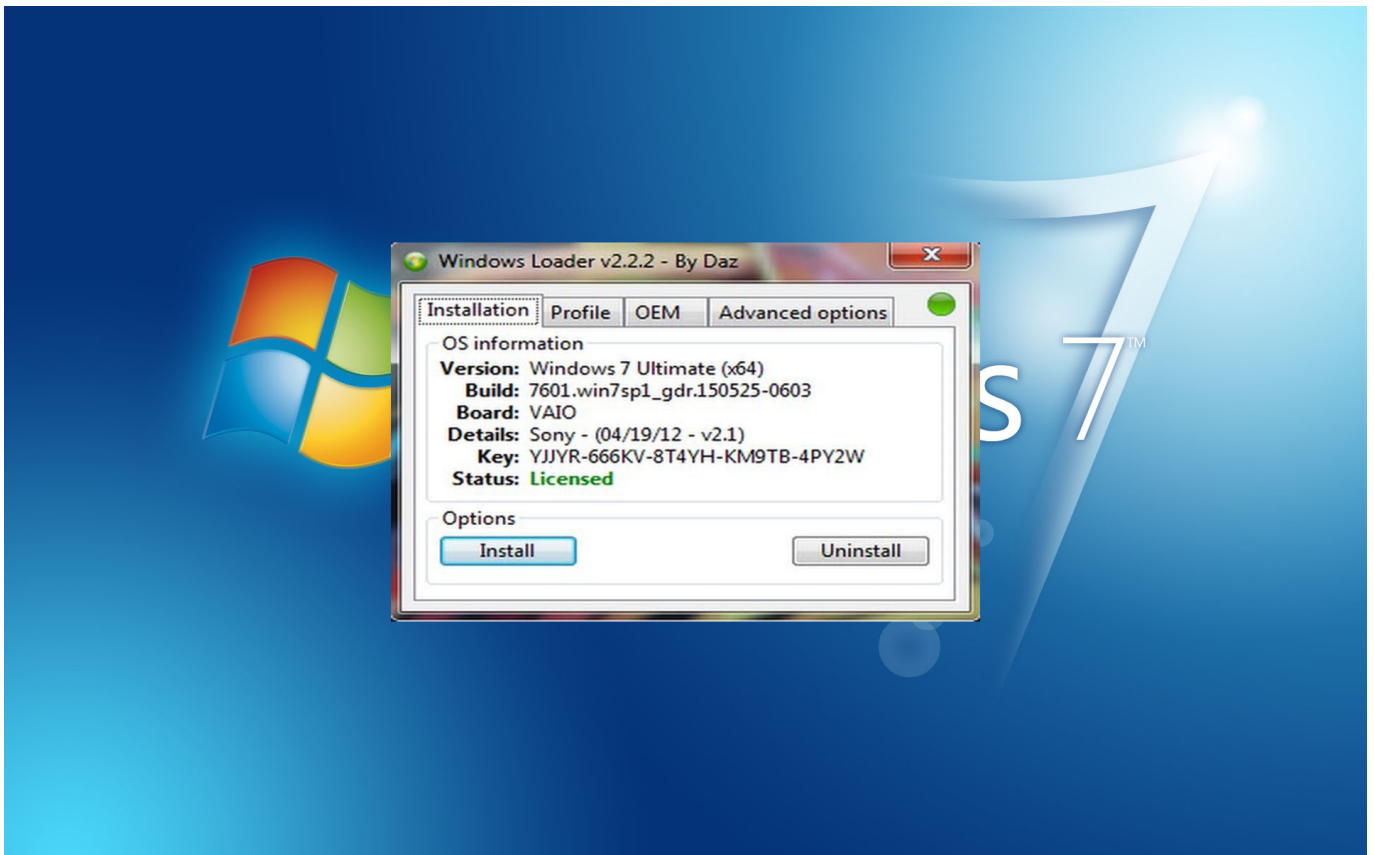 Windows Loader v2.2.2 - By Daz
Installation Profile OEM Advanced options
OS information
Version: Windows 7 Ultimate (x64)
Build: 7601.win7sp1_gdr.150525-0603
Board: VAIO
Details: Sony - (04/19/12 - v2.1)
Key: YJJYR-666KV-8T4YH-KM9TB-4PY2W
Status: Licensed
Options
Install Uninstall
s 7™